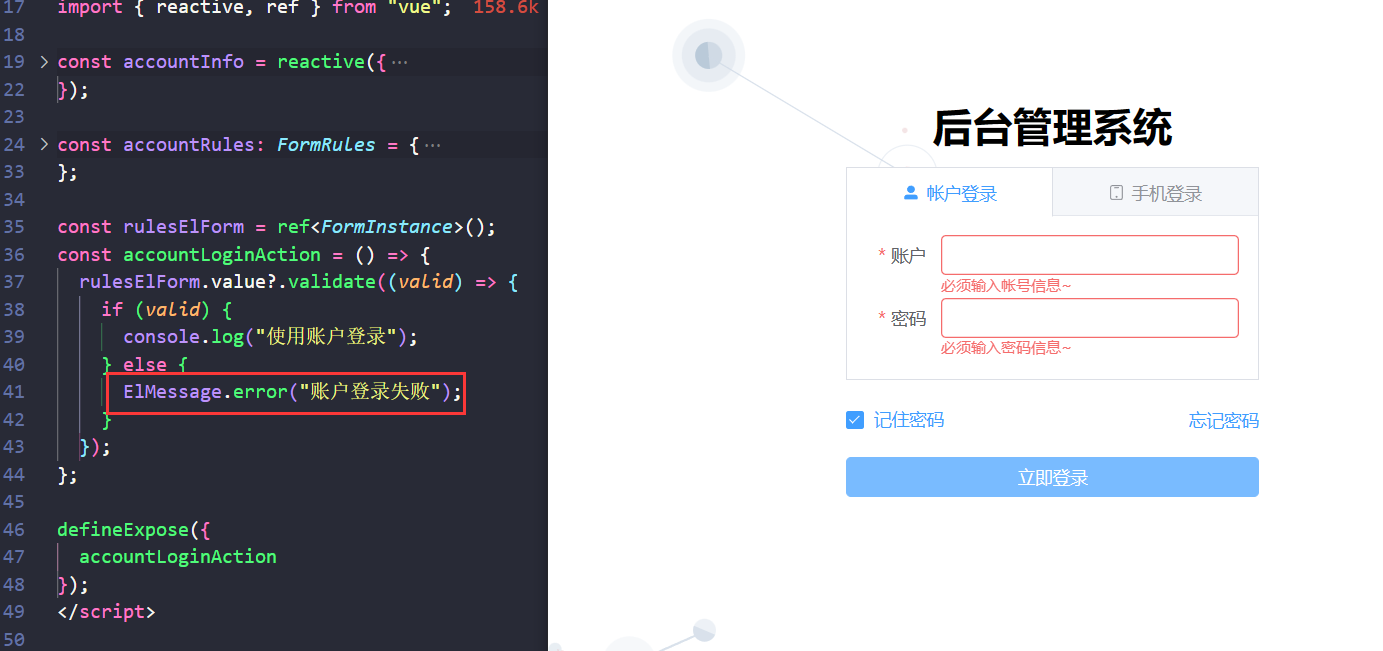 17 import { reactive, ref } from "vue"; 158.6k
18
19 const accountInfo = reactive({ ···
22 });
23
24 const accountRules: FormRules = { ···
33 };
34
35 const rulesElForm = ref<FormInstance>();
36 const accountLoginAction = () => {
37 rulesElForm.value?.validate((valid) => {
38 if (valid) {
39 console.log("使用账户登录");
40 } else {
41 ElMessage.error("账户登录失败");
42 }
43 });
44 };
45
46 defineExpose({
47 accountLoginAction
48 });
49 </script>
50
后台管理系统
帐户登录 手机登录
* 账户
必须输入帐号信息~
* 密码
必须输入密码信息~
记住密码 忘记密码
立即登录